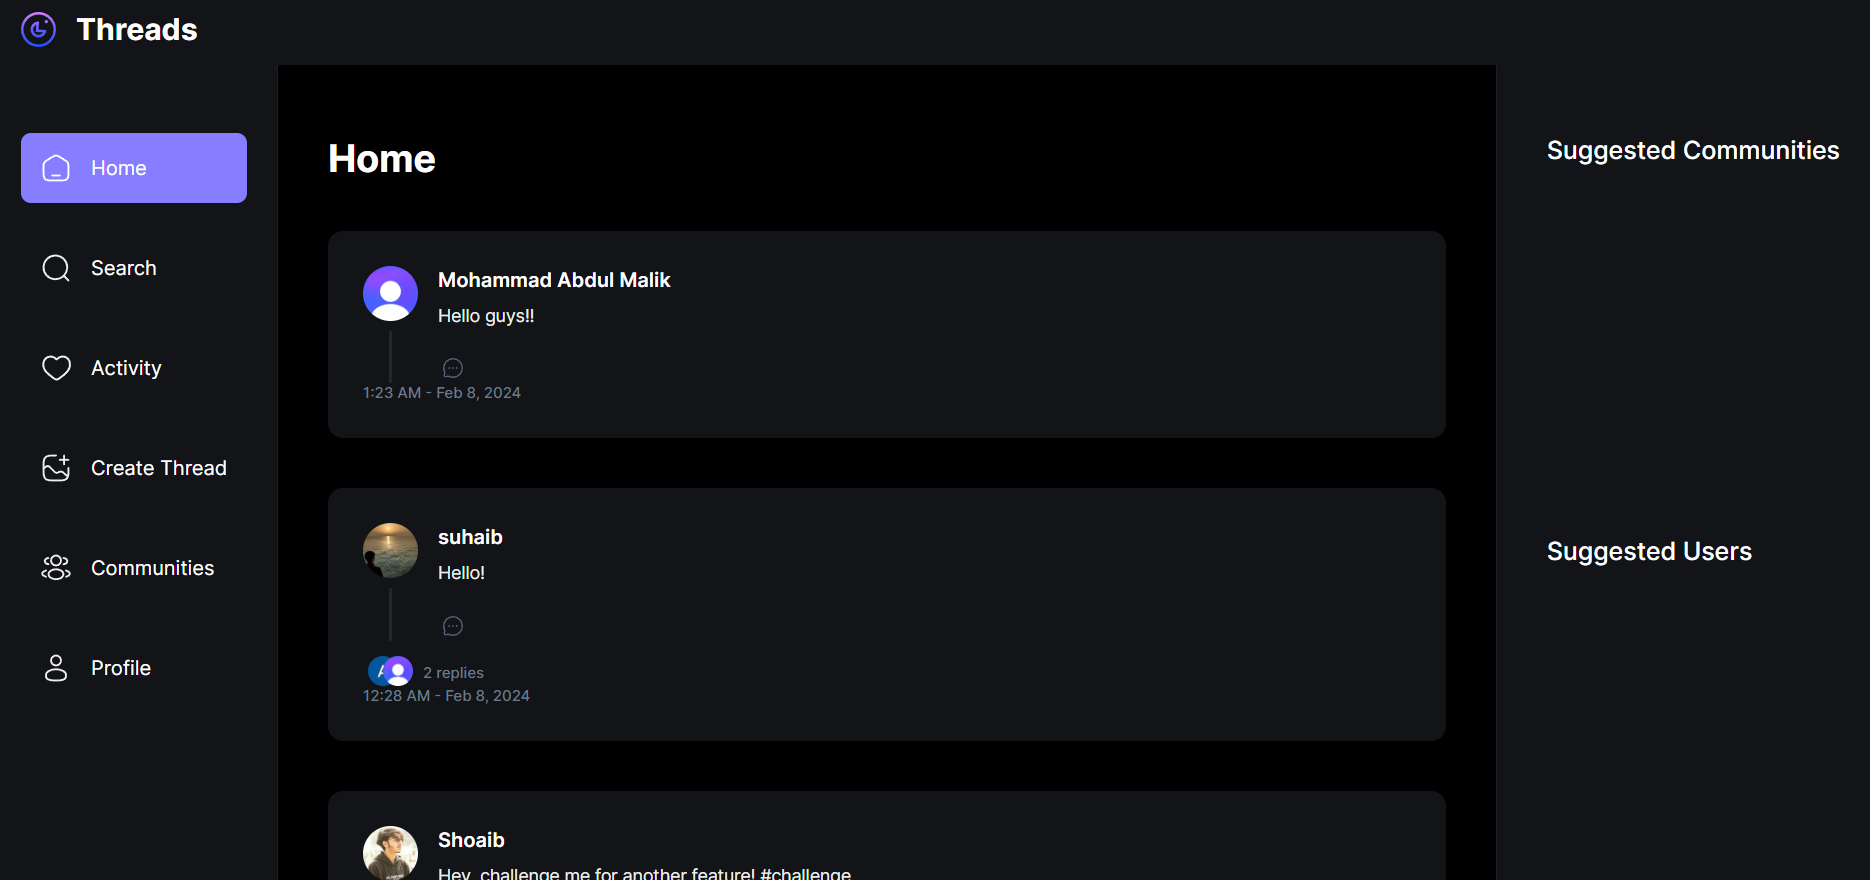 Threads
Home
Search
Activity
Create Thread
Communities
Profile
Home
Mohammad Abdul Malik
Hello guys!!
1:23 AM - Feb 8, 2024
suhaib
Hello!
A
2 replies
12:28 AM - Feb 8, 2024
Shoaib
Hey, challenge me for another feature! #challenge
Suggested Communities
Suggested Users